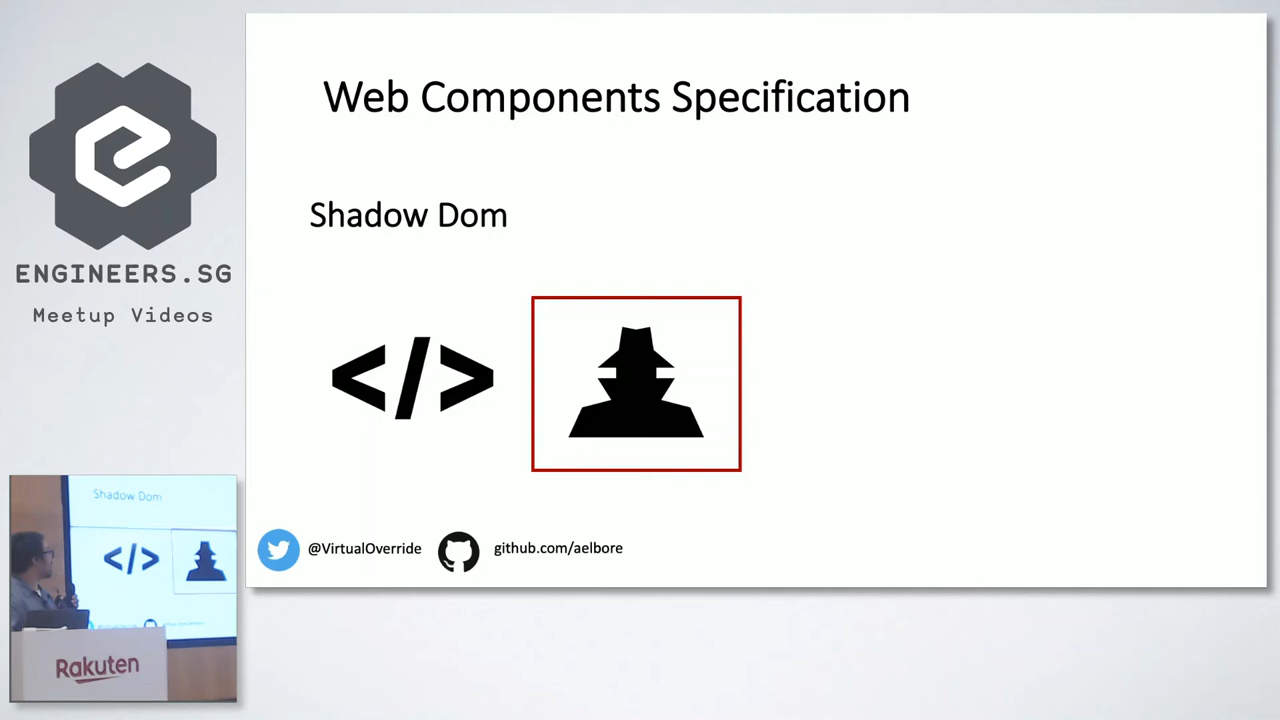 ENGINEERS.SG
Meetup Videos
Web Components Specification
Shadow Dom
</>
@VirtualOverride
github.com/aelbore
Shadow Dom
</>
Rakuten